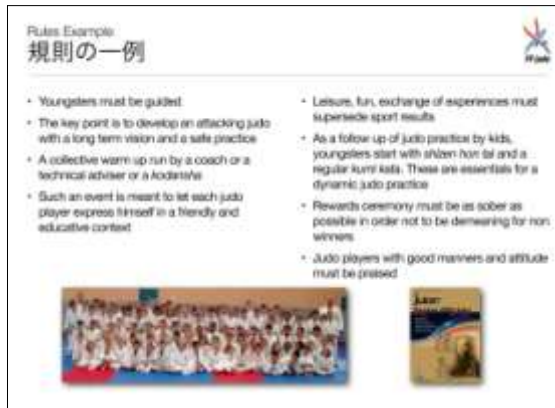 Rules Example
規則の一例
• Youngsters must be guided
• The key point is to develop an attacking judo
with a long term vision and a safe practice
• A collective warm up run by a coach or a
technical adviser or a kodansha
• Such an event is meant to let each judo
player express himself in a friendly and
educative context
• Leisure, fun, exchange of experiences must
supersede sport results
• As a follow up of judo practice by kids,
youngsters start with shizen hon tai and a
regular kumi kata. These are essentials for a
dynamic judo practice
• Rewards ceremony must be as sober as
possible in order not to be demeaning for non
winners
• Judo players with good manners and attitude
must be praised